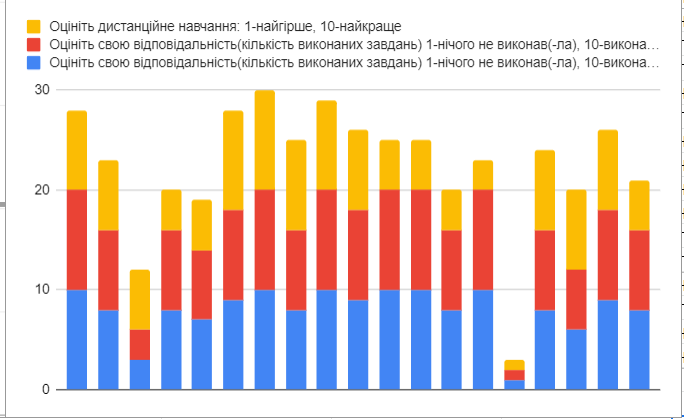 Оцініть дистанційне навчання: 1-найгірше, 10-найкраще
Оцініть свою відповідальність(кількість виконаних завдань) 1-нічого не виконав(-ла), 10-викона…
Оцініть свою відповідальність(кількість виконаних завдань) 1-нічого не виконав(-ла), 10-викона…
30
20
10
0